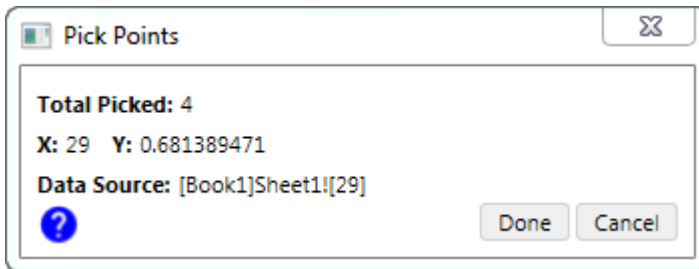 Pick Points
Total Picked: 4
X: 29 Y: 0.681389471
Data Source: [Book1]Sheet1![29]
?
Done Cancel